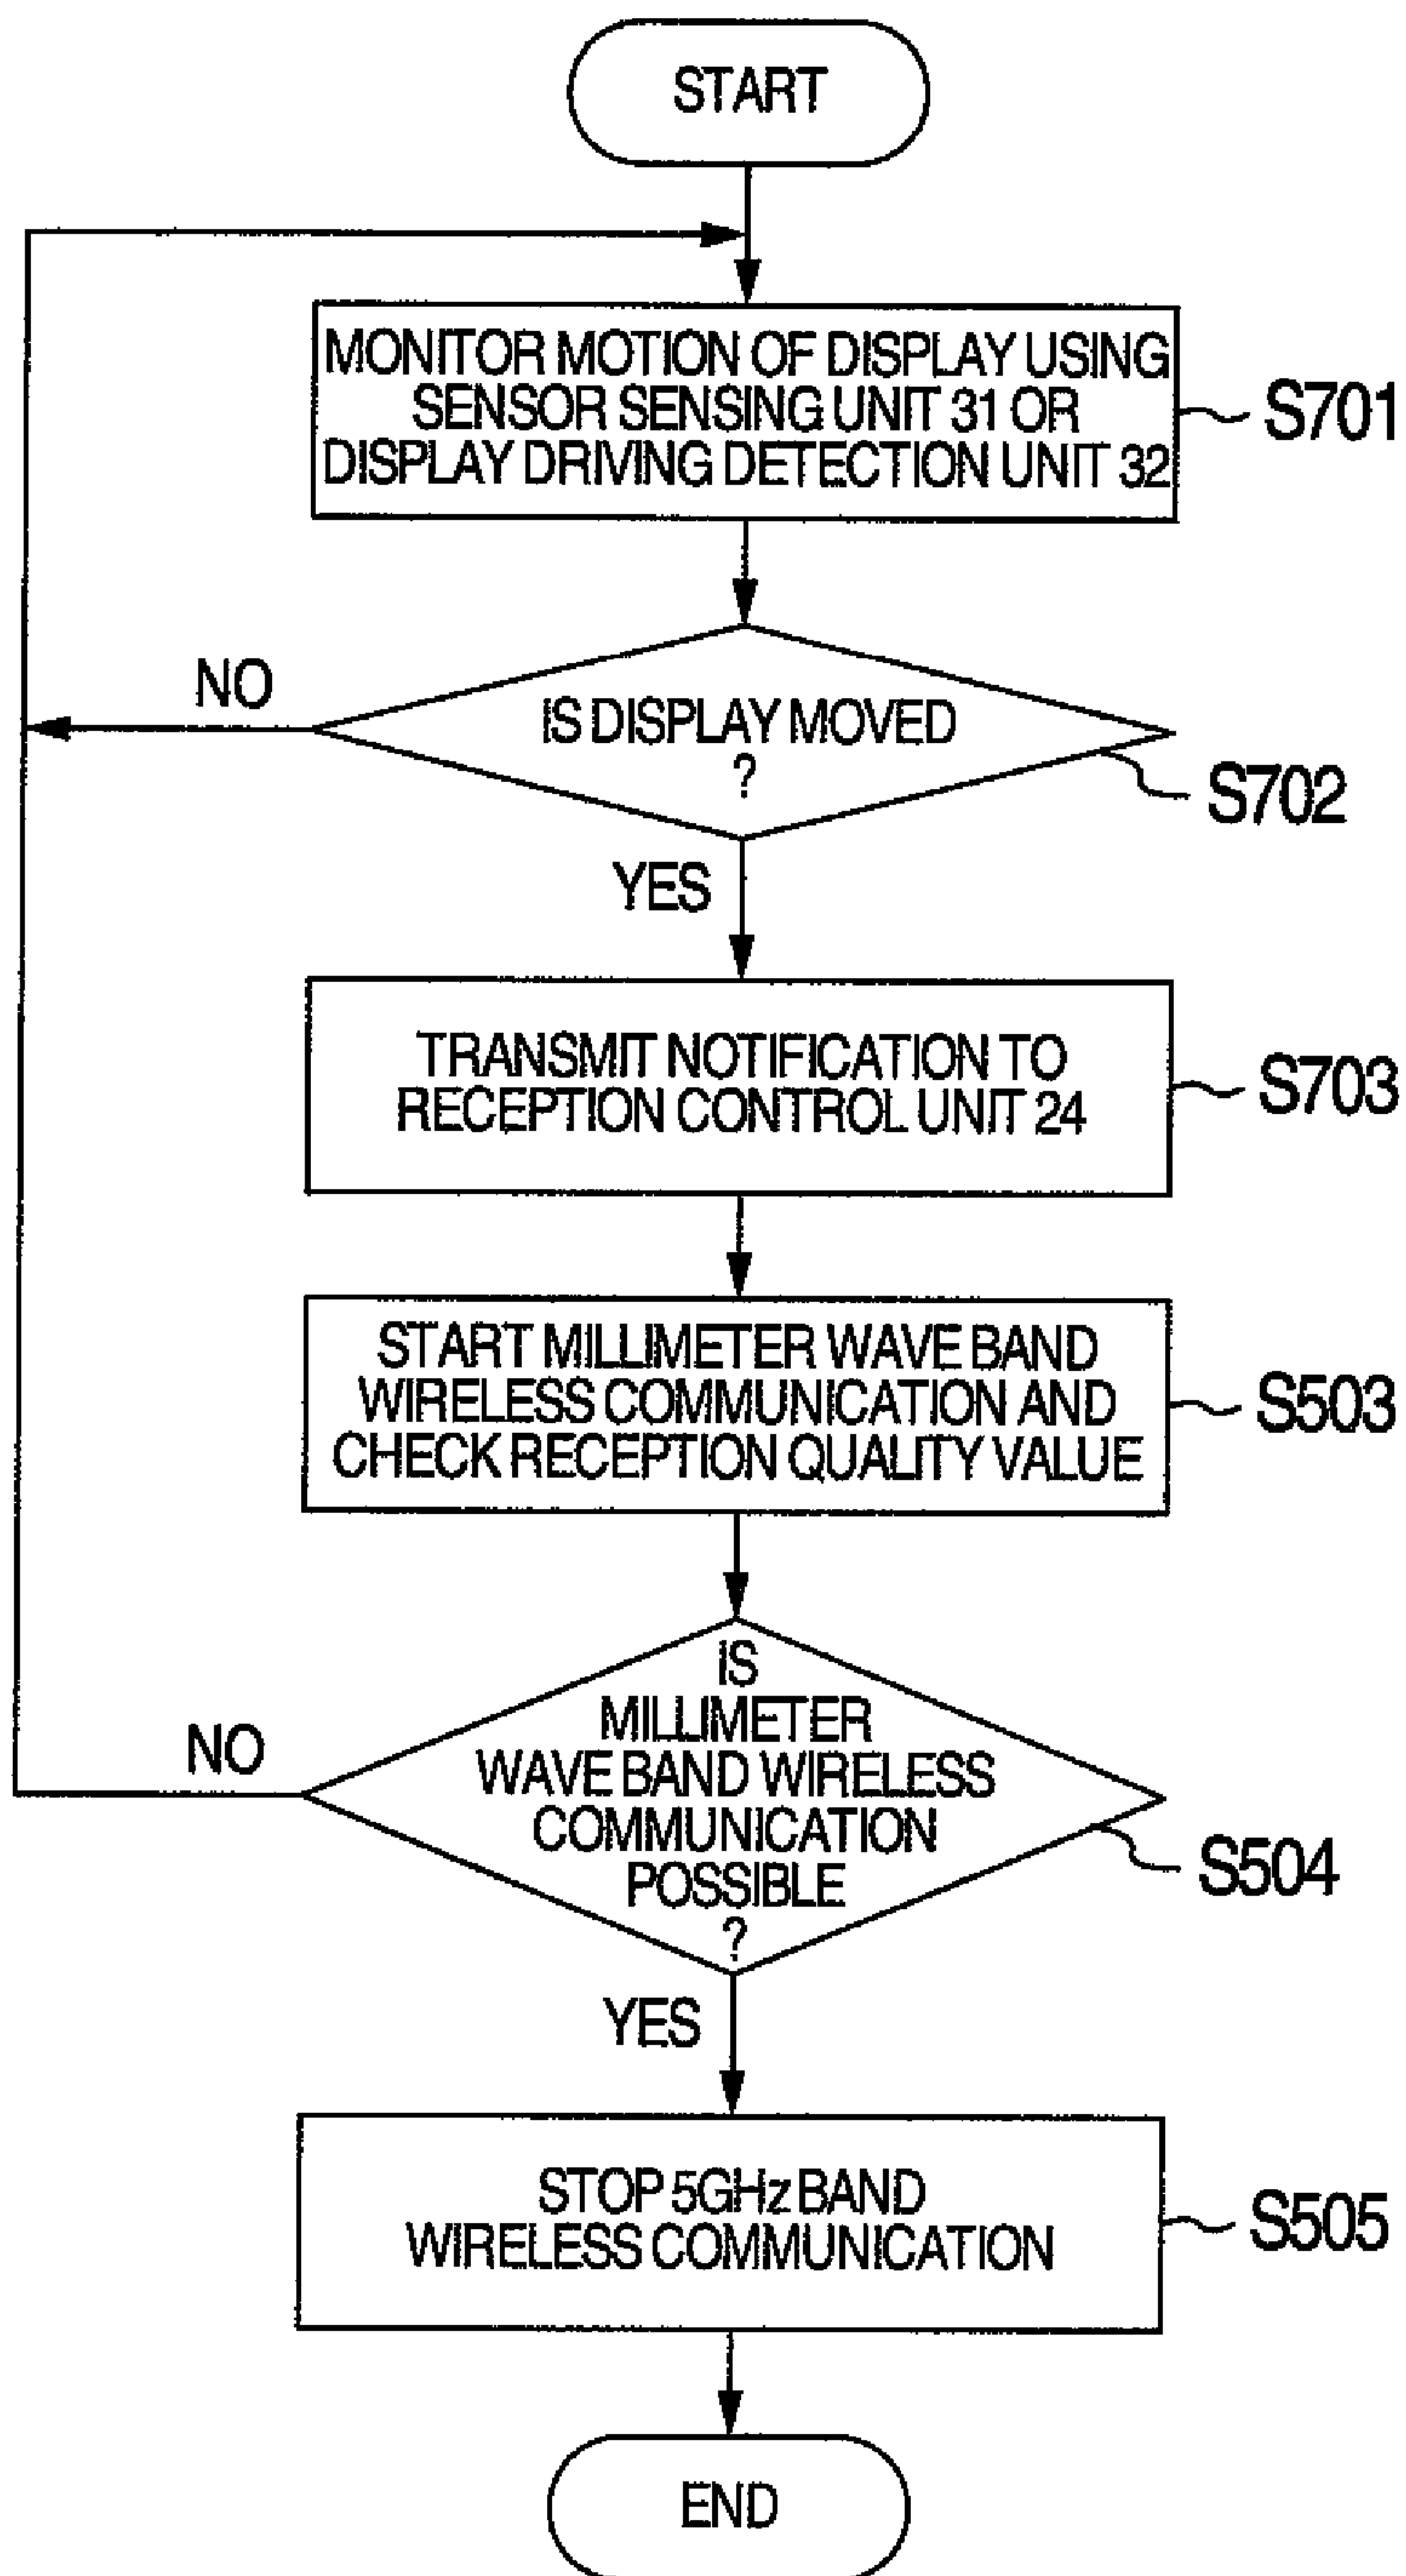 START
MONITOR MOTION OF DISPLAY USING
SENSOR SENSING UNIT 31 OR
DISPLAY DRIVING DETECTION UNIT 32
S701
NO
IS DISPLAY MOVED
?
S702
YES
TRANSMIT NOTIFICATION TO
RECEPTION CONTROL UNIT 24
S703
START MILLIMETER WAVE BAND
WIRELESS COMMUNICATION AND
CHECK RECEPTION QUALITY VALUE
S503
NO
IS
MILLIMETER
WAVE BAND WIRELESS
COMMUNICATION
POSSIBLE
?
S504
YES
STOP 5GHz BAND
WIRELESS COMMUNICATION
S505
END